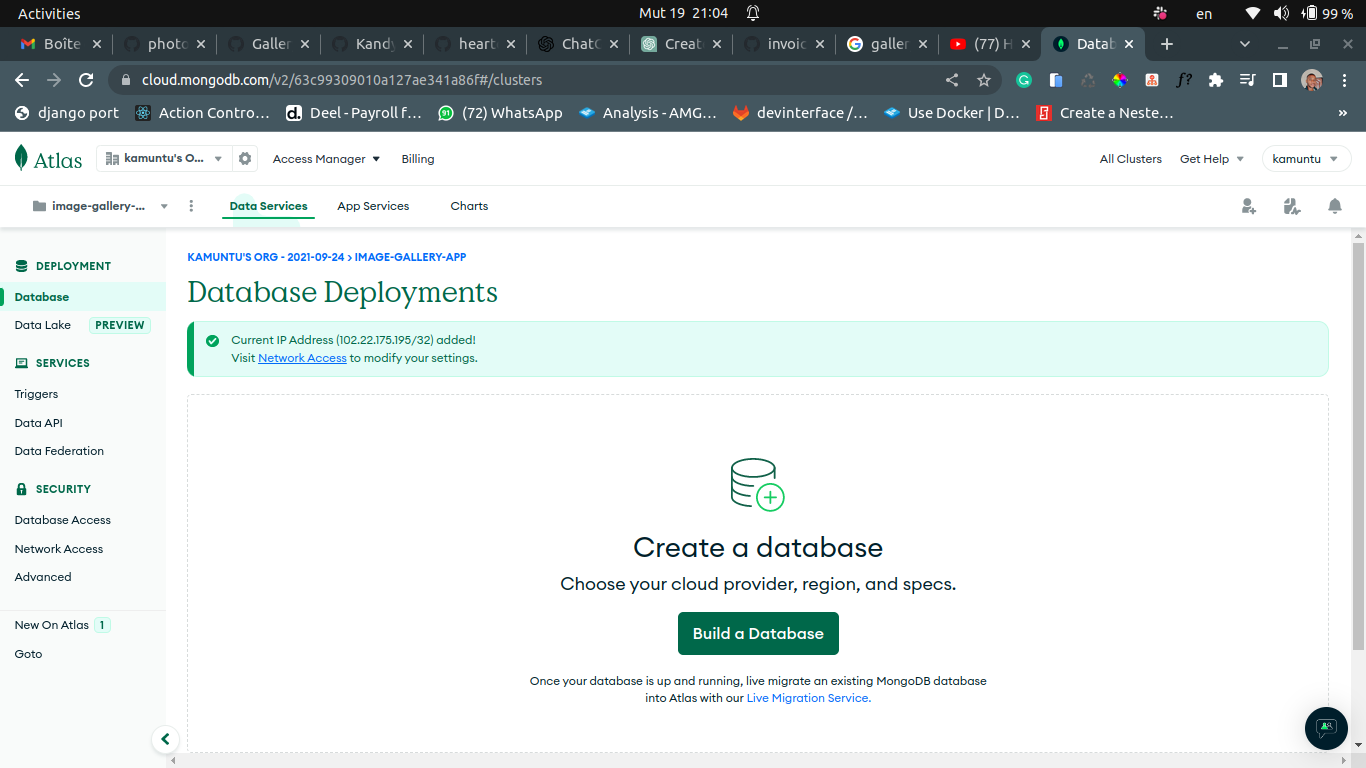 Activities
Mut 19 21:04
en
99 %
Boîte
photo
Galler
Kandy
heart
ChatG
Creat
invoic
galler
(77) H
Datab
cloud.mongodb.com/v2/63c99309010a127ae341a86f#/clusters
f?
django port
Action Contro…
Deel - Payroll f…
(72) WhatsApp
Analysis - AMG…
devinterface /…
Use Docker | D…
Create a Neste…
»
Atlas
kamuntu's O...
Access Manager
Billing
All Clusters
Get Help
kamuntu
image-gallery-...
Data Services
App Services
Charts
DEPLOYMENT
Database
Data Lake PREVIEW
SERVICES
Triggers
Data API
Data Federation
SECURITY
Database Access
Network Access
Advanced
New On Atlas 1
Goto
KAMUNTU'S ORG - 2021-09-24 > IMAGE-GALLERY-APP
Database Deployments
Current IP Address (102.22.175.195/32) added!
Visit Network Access to modify your settings.
Create a database
Choose your cloud provider, region, and specs.
Build a Database
Once your database is up and running, live migrate an existing MongoDB database
into Atlas with our Live Migration Service.